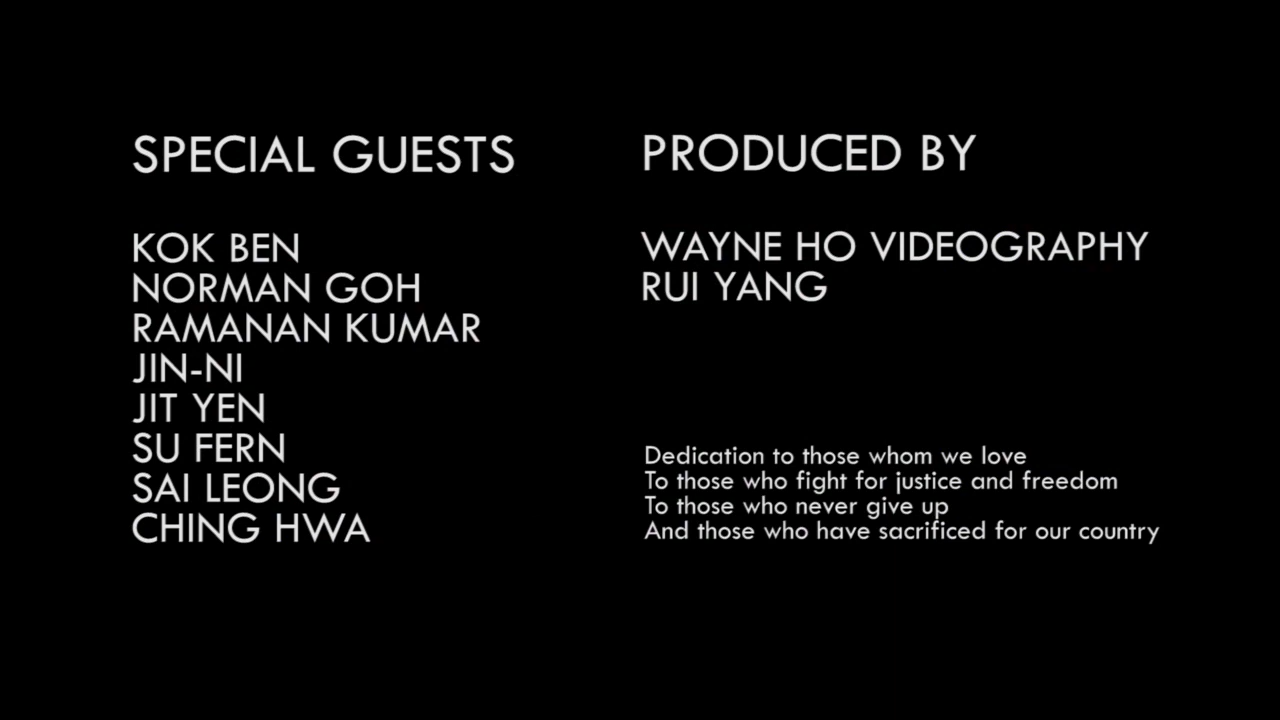 SPECIAL GUESTS
KOK BEN
NORMAN GOH
RAMANAN KUMAR
JIN-NI
JIT YEN
SU FERN
SAI LEONG
CHING HWA
PRODUCED BY
WAYNE HO VIDEOGRAPHY
RUI YANG
Dedication to those whom we love
To those who fight for justice and freedom
To those who never give up
And those who have sacrificed for our country